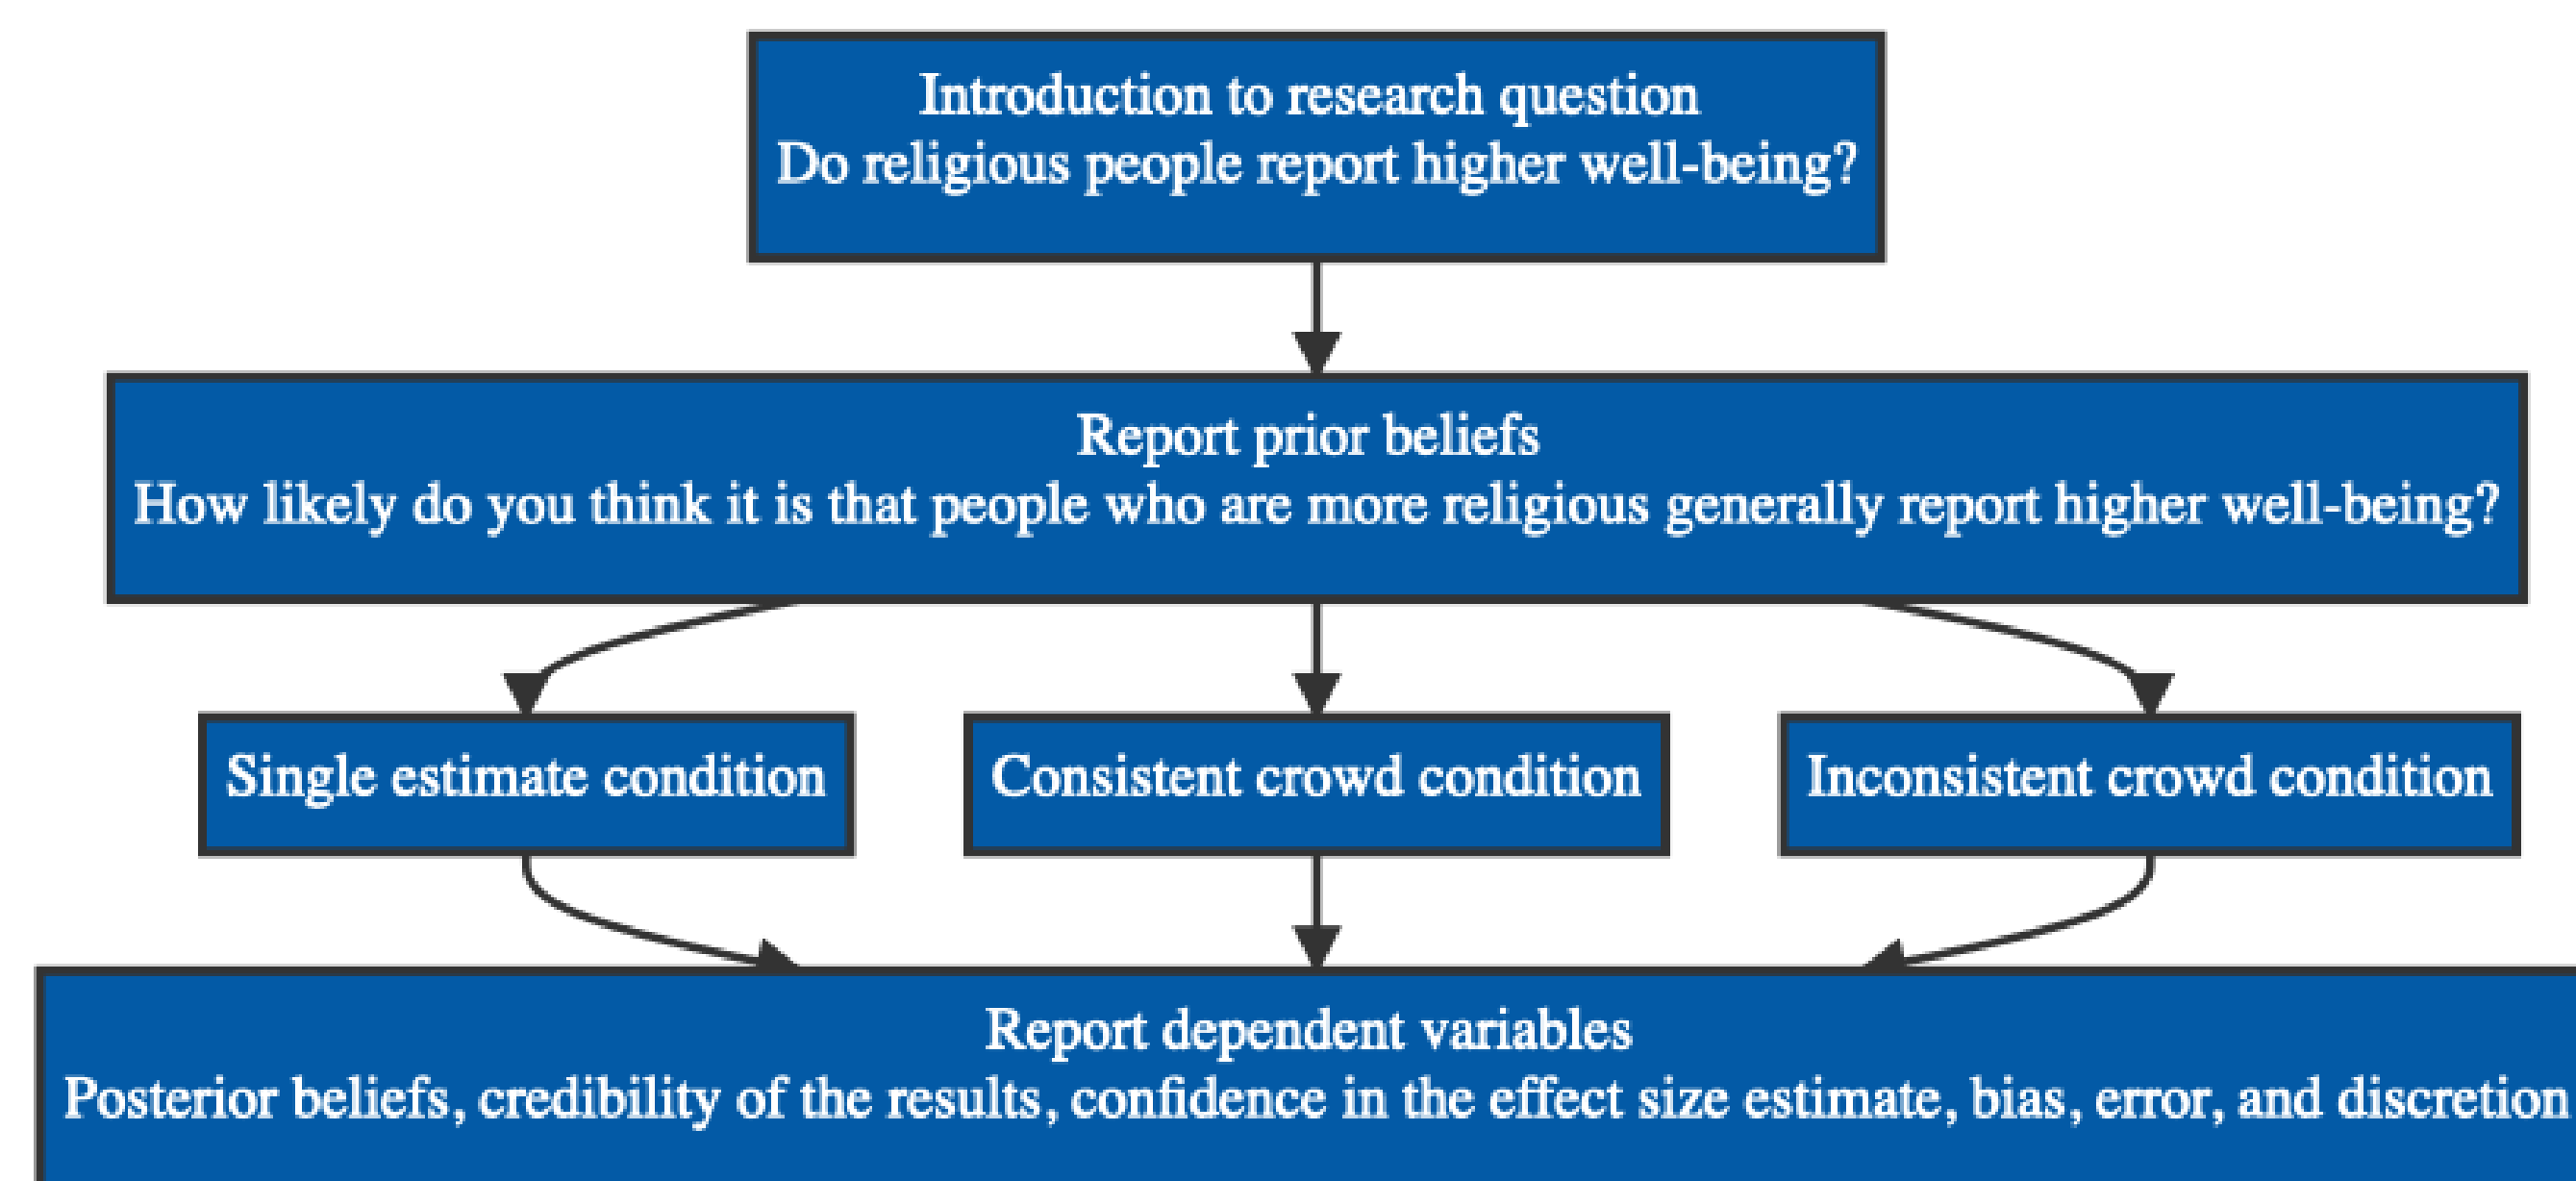 Introduction to research question
Do religious people report higher well-being?
Report prior beliefs
How likely do you think it is that people who are more religious generally report higher well-being?
Single estimate condition
Consistent crowd condition
Inconsistent crowd condition
Report dependent variables
Posterior beliefs, credibility of the results, confidence in the effect size estimate, bias, error, and discretion